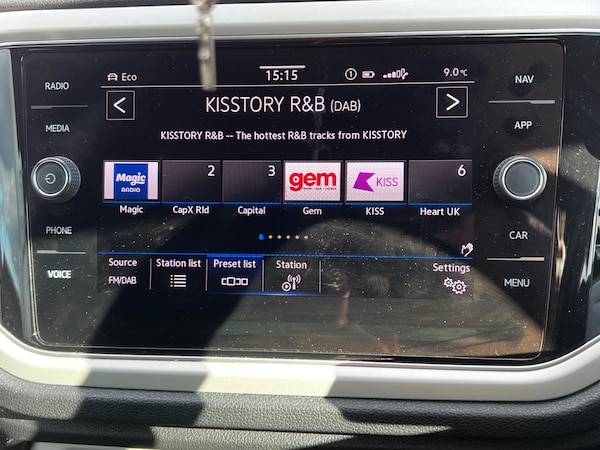 RADIO
MEDIA
PHONE
VOICE
Eco
15:15
1
9.0°C
KISSTORY R&B (DAB)
KISSTORY R&B -- The hottest R&B tracks from KISSTORY
Magic
RADIO
2
3
gem
KISS
6
Magic
CapX Rld
Capital
Gem
KISS
Heart UK
Source
FM/DAB
Station list
Preset list
Station
Settings
NAV
APP
CAR
MENU